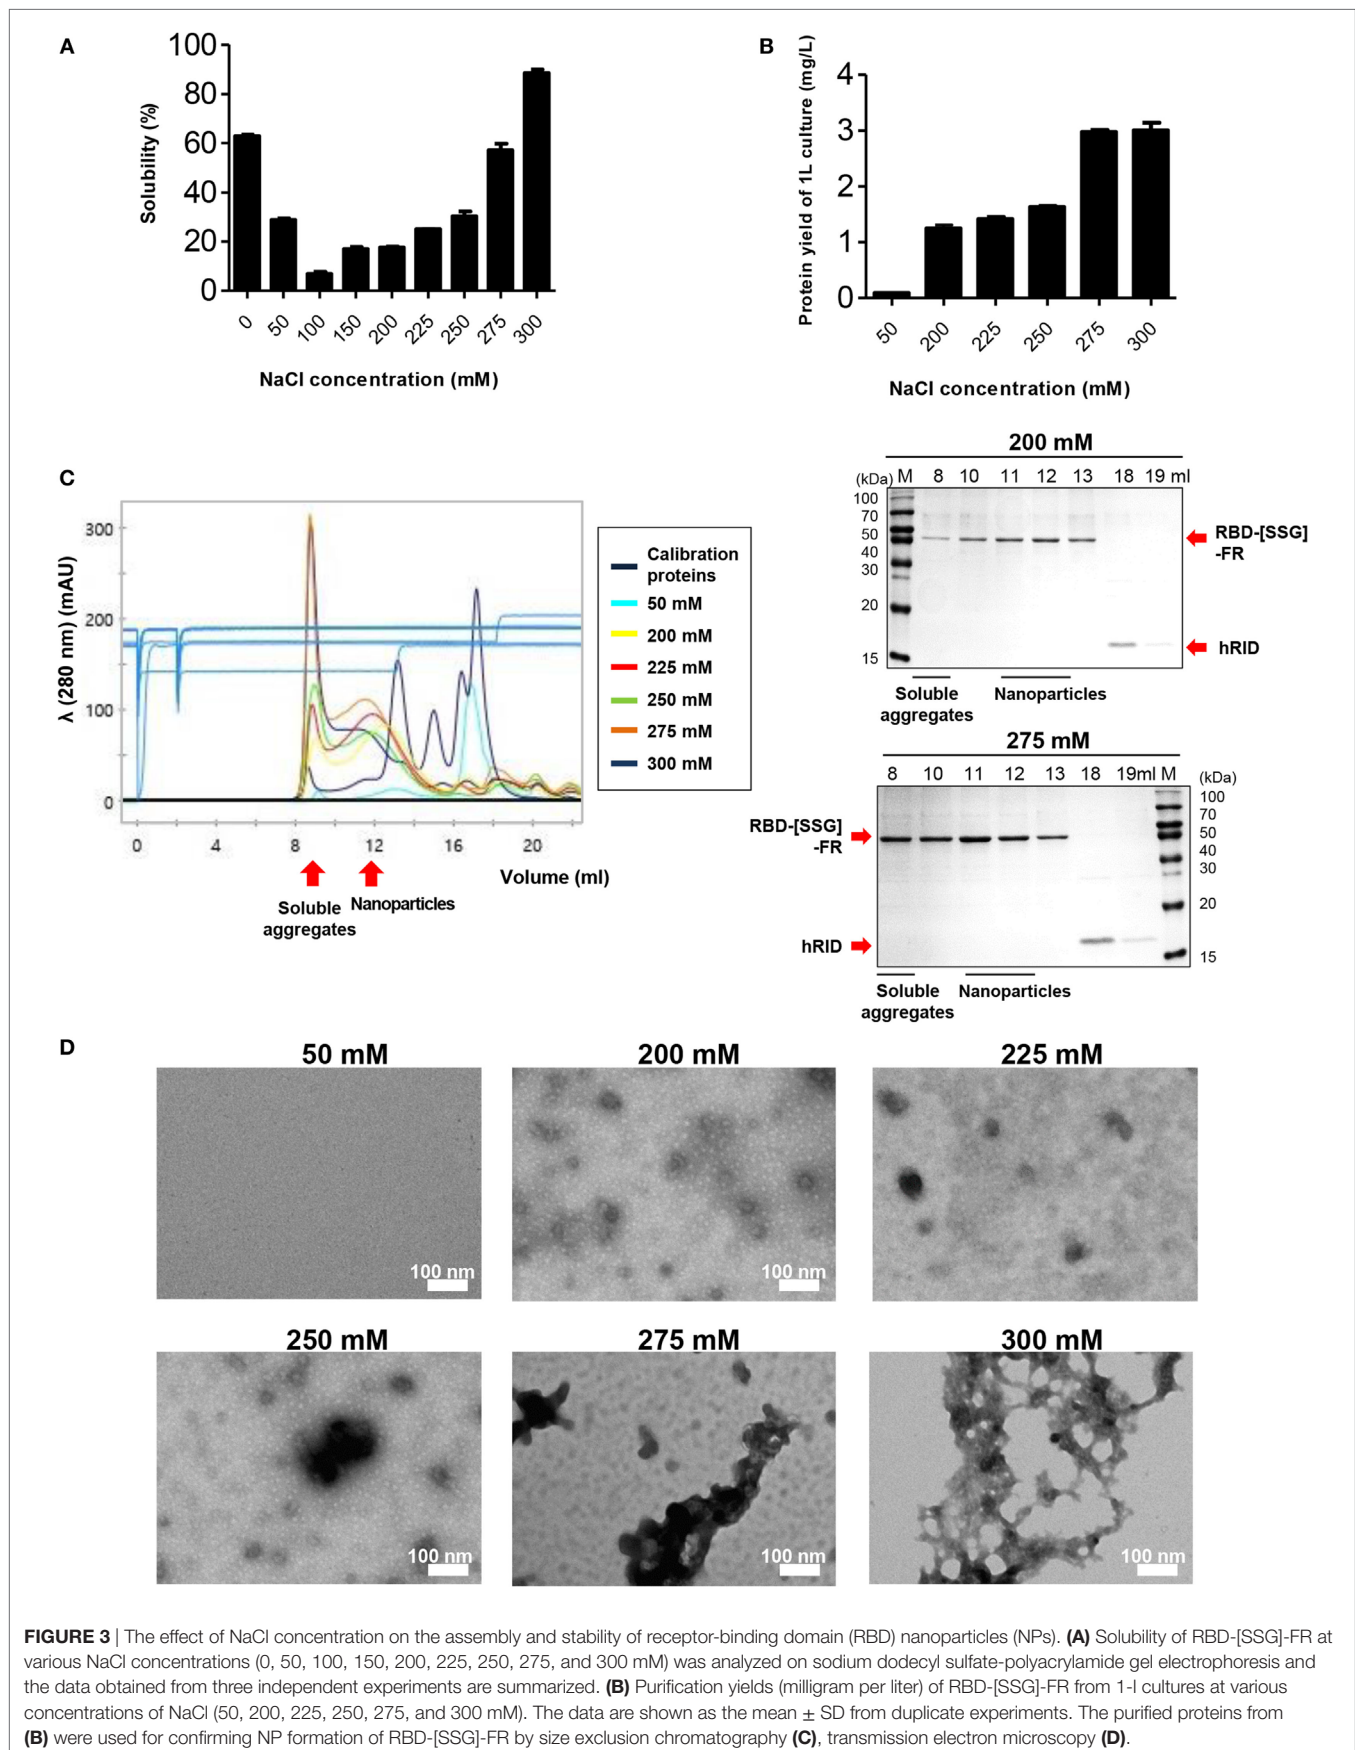 A
100
80
60
40
20
0
Solubility (%)
0 50 100 150 200 225 250 275 300
NaCl concentration (mM)
B
4
3
2
1
0
Protein yield of 1L culture (mg/L)
50 200 225 250 275 300
NaCl concentration (mM)
C
300
200
100
0
λ (280 nm) (mAU)
0 4 8 12 16 20
Volume (ml)
Soluble
aggregates
Nanoparticles
Calibration
proteins
50 mM
200 mM
225 mM
250 mM
275 mM
300 mM
200 mM
(kDa) M 8 10 11 12 13 18 19 ml
100
70
50
40
30
20
15
RBD-[SSG]
-FR
hRID
Soluble
aggregates
Nanoparticles
275 mM
8 10 11 12 13 18 19ml M (kDa)
100
70
50
40
30
20
15
RBD-[SSG]
-FR
hRID
Soluble
aggregates
Nanoparticles
D
50 mM
100 nm
200 mM
100 nm
225 mM
100 nm
250 mM
100 nm
275 mM
100 nm
300 mM
100 nm
FIGURE 3 | The effect of NaCl concentration on the assembly and stability of receptor-binding domain (RBD) nanoparticles (NPs). (A) Solubility of RBD-[SSG]-FR at
various NaCl concentrations (0, 50, 100, 150, 200, 225, 250, 275, and 300 mM) was analyzed on sodium dodecyl sulfate-polyacrylamide gel electrophoresis and
the data obtained from three independent experiments are summarized. (B) Purification yields (milligram per liter) of RBD-[SSG]-FR from 1-l cultures at various
concentrations of NaCl (50, 200, 225, 250, 275, and 300 mM). The data are shown as the mean ± SD from duplicate experiments. The purified proteins from
(B) were used for confirming NP formation of RBD-[SSG]-FR by size exclusion chromatography (C), transmission electron microscopy (D).